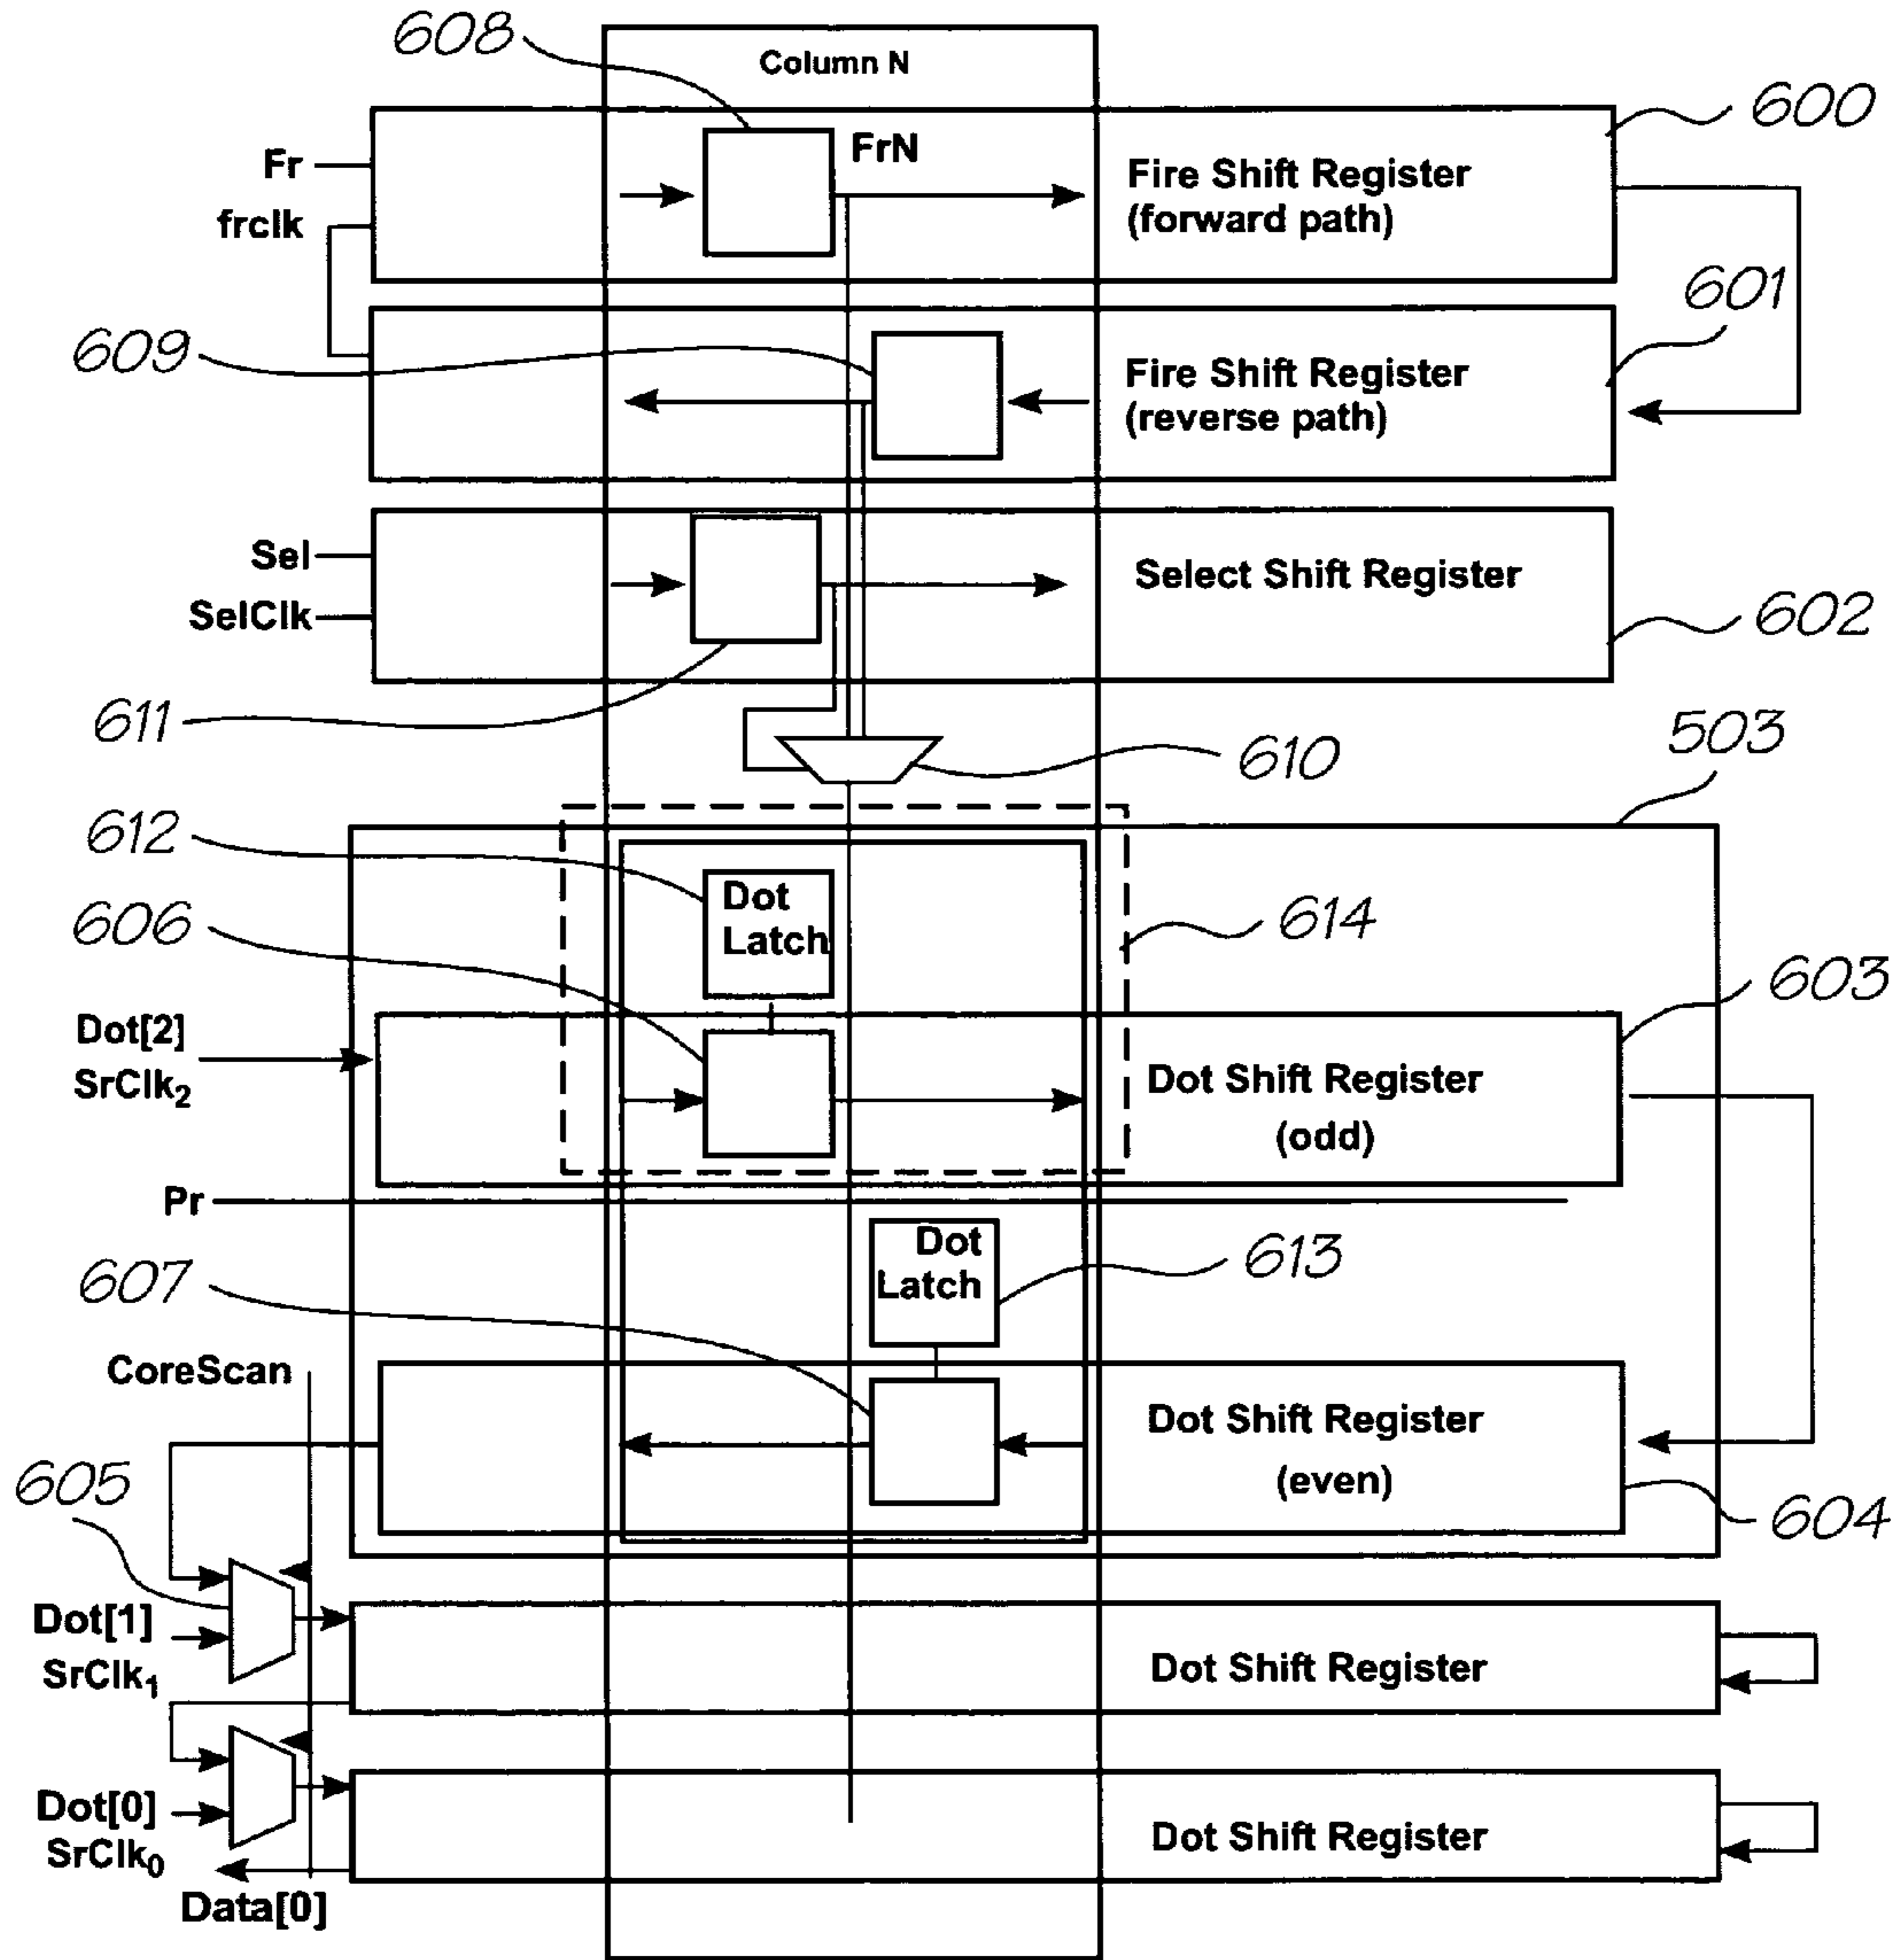 608
Column N
600
Fr
frclk
FrN
Fire Shift Register
(forward path)
601
609
Fire Shift Register
(reverse path)
Sel
SelClk
Select Shift Register
602
611
610
503
612
Dot
Latch
606
614
603
Dot[2]
SrClk2
Dot Shift Register
(odd)
Pr
Dot
Latch
613
607
CoreScan
Dot Shift Register
(even)
605
604
Dot[1]
SrClk1
Dot Shift Register
Dot[0]
SrClk0
Dot Shift Register
Data[0]